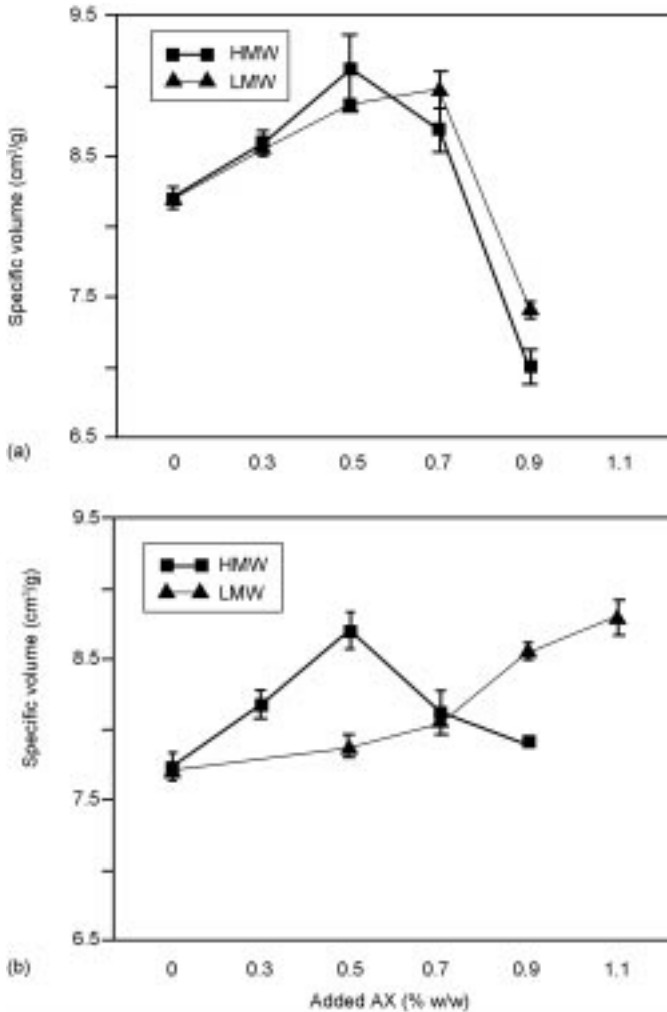 9.5
HMW
LMW
8.5
7.5
6.5
Specific volume (cm³/g)
(a)
0 0.3 0.5 0.7 0.9 1.1
9.5
HMW
LMW
8.5
7.5
6.5
Specific volume (cm³/g)
(b)
0 0.3 0.5 0.7 0.9 1.1
Added AX (% w/w)